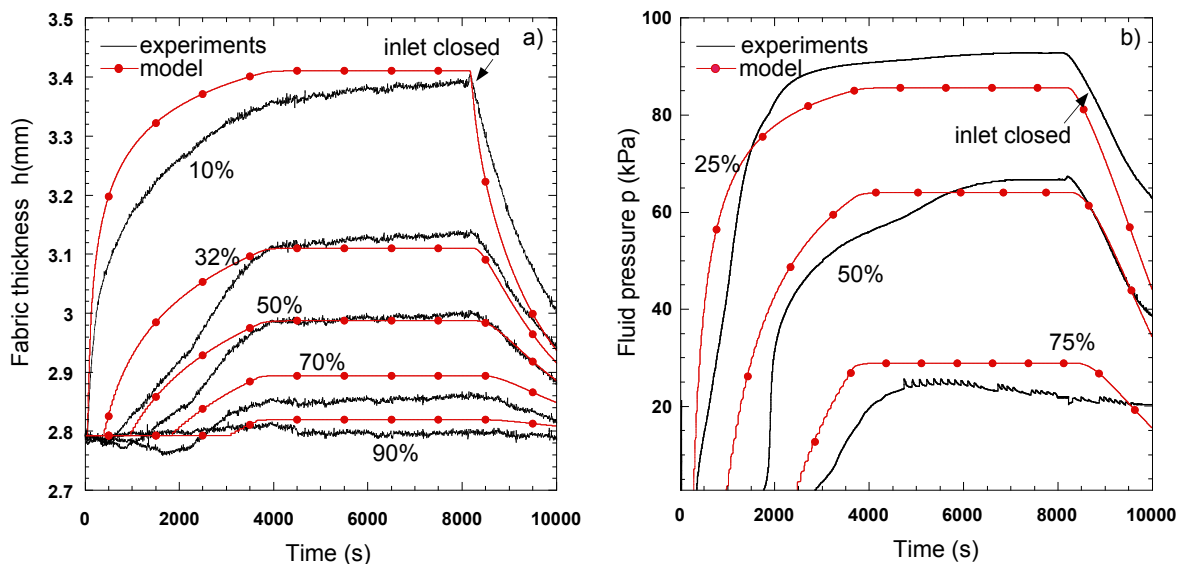 a)
experiments
model
inlet closed
10%
32%
50%
70%
90%
Fabric thickness h(mm)
3.5
3.4
3.3
3.2
3.1
3
2.9
2.8
2.7
0 2000 4000 6000 8000 10000
Time (s)
b)
experiments
model
inlet closed
25%
50%
75%
Fluid pressure p (kPa)
100
80
60
40
20
0 2000 4000 6000 8000 10000
Time (s)